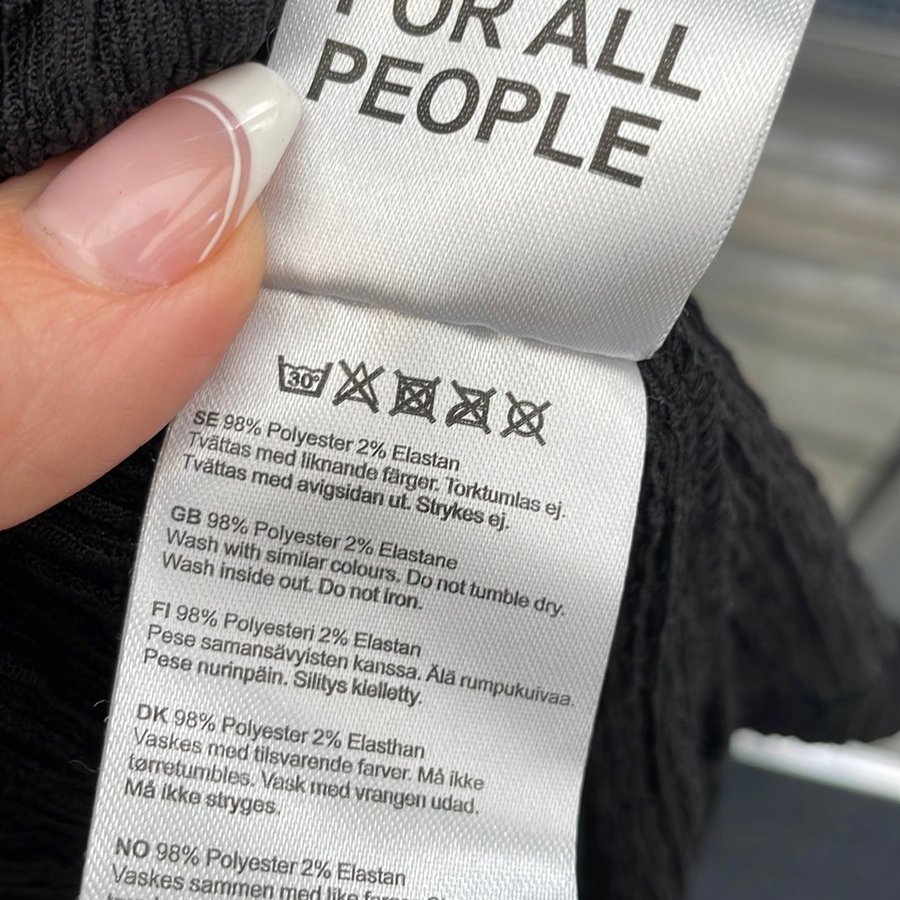 FOR ALL
PEOPLE
30°
SE 98% Polyester 2% Elastan
Tvättas med liknande färger. Torktumlas ej.
Tvättas med avigsidan ut. Strykes ej.
GB 98% Polyester 2% Elastane
Wash with similar colours. Do not tumble dry.
Wash inside out. Do not iron.
FI 98% Polyesteri 2% Elastan
Pese samansävyisten kanssa. Älä rumpukuivaa.
Pese nurinpäin. Silitys kielletty.
DK 98% Polyester 2% Elasthan
Vaskes med tilsvarende farver. Må ikke
tørretumbles. Vask med vrangen udad.
Må ikke stryges.
NO 98% Polyester 2% Elastan
Vaskes sammen med like